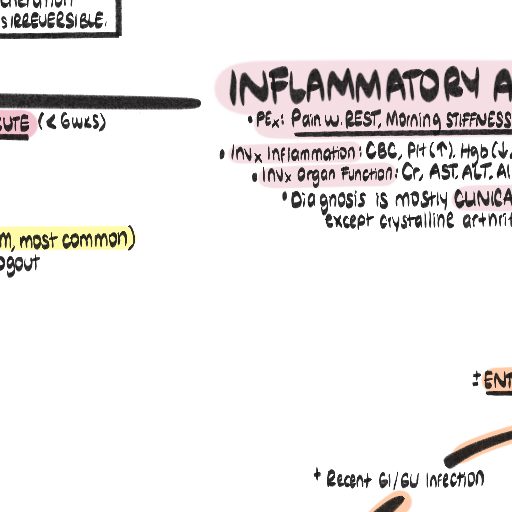 IS IRREVERSIBLE.
INFLAMMATORY A
CUTE (< 6wks)
• PEx: Pain w. REST, Morning STIFFNESS
• INVx Inflammation: CBC, Plt (↑), Hgb (↓,
• INVx Organ Function: Cr, AST, ALT, Al
• Diagnosis is mostly CLINICA
except crystalline arthrit
m, most common)
ogout
± ENT
+ Recent GI/GU Infection